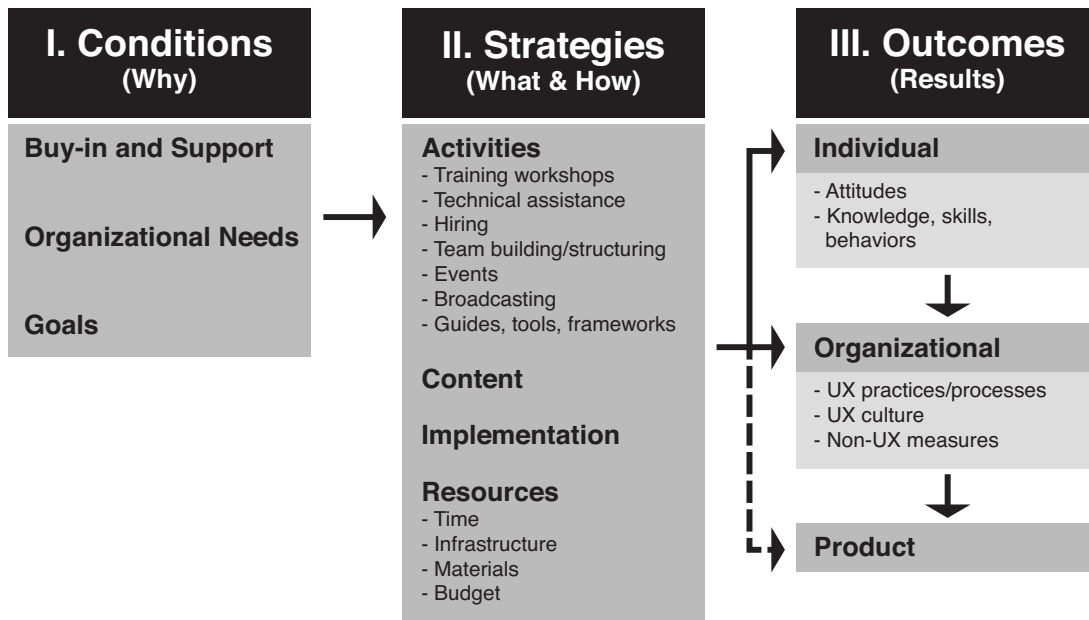 I. Conditions
(Why)
Buy-in and Support
Organizational Needs
Goals
II. Strategies
(What & How)
Activities
- Training workshops
- Technical assistance
- Hiring
- Team building/structuring
- Events
- Broadcasting
- Guides, tools, frameworks
Content
Implementation
Resources
- Time
- Infrastructure
- Materials
- Budget
III. Outcomes
(Results)
Individual
- Attitudes
- Knowledge, skills,
behaviors
Organizational
- UX practices/processes
- UX culture
- Non-UX measures
Product